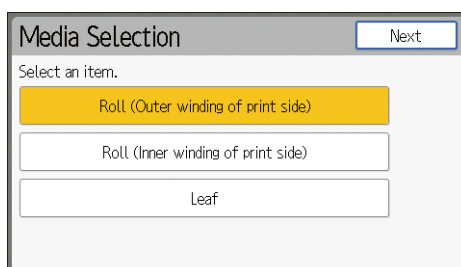 Media Selection
Next
Select an item.
Roll (Outer winding of print side)
Roll (Inner winding of print side)
Leaf